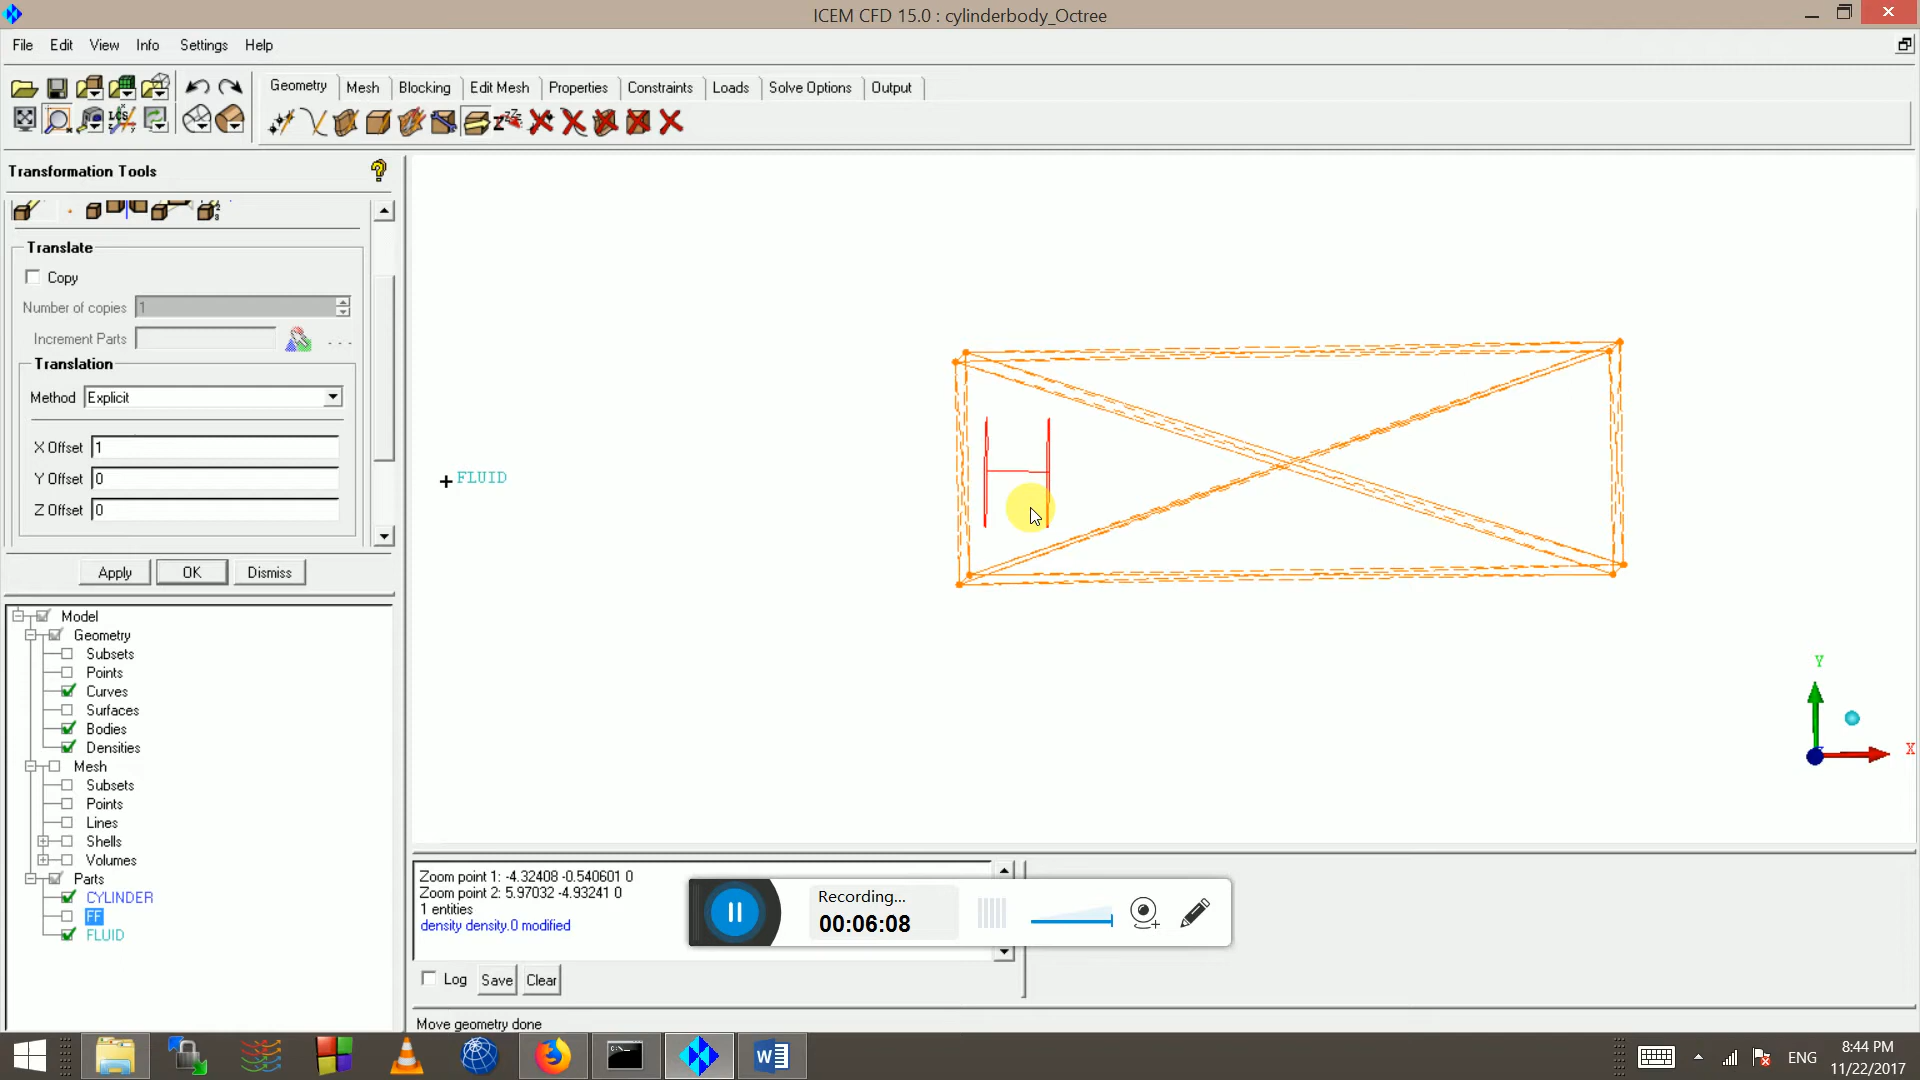 ICEM CFD 15.0 : cylinderbody_Octree
File Edit View Info Settings Help
Geometry Mesh Blocking Edit Mesh Properties Constraints Loads Solve Options Output
LCS
Transformation Tools
Translate
Copy
Number of copies 1
Increment Parts
Translation
Method Explicit
X Offset 1
Y Offset 0
Z Offset 0
Apply OK Dismiss
Model
Geometry
Subsets
Points
Curves
Surfaces
Bodies
Densities
Mesh
Subsets
Points
Lines
Shells
Volumes
Parts
CYLINDER
FF
FLUID
FLUID
Y
X
Zoom point 1: -4.32408 -0.540601 0
Zoom point 2: 5.97032 -4.93241 0
1 entities
density density.0 modified
Log Save Clear
Move geometry done
Recording...
00:06:08
ENG
8:44 PM
11/22/2017